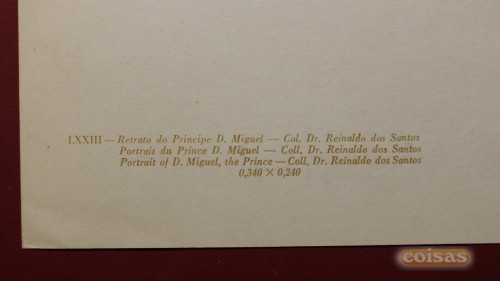 LXXIII — Retrato do Principe D. Miguel — Col. Dr. Reinaldo dos Santos
Portrait du Prince D. Miguel — Coll. Dr. Reinaldo dos Santos
Portrait of D. Miguel, the Prince — Coll. Dr. Reinaldo dos Santos
0,340 × 0,240
coisas